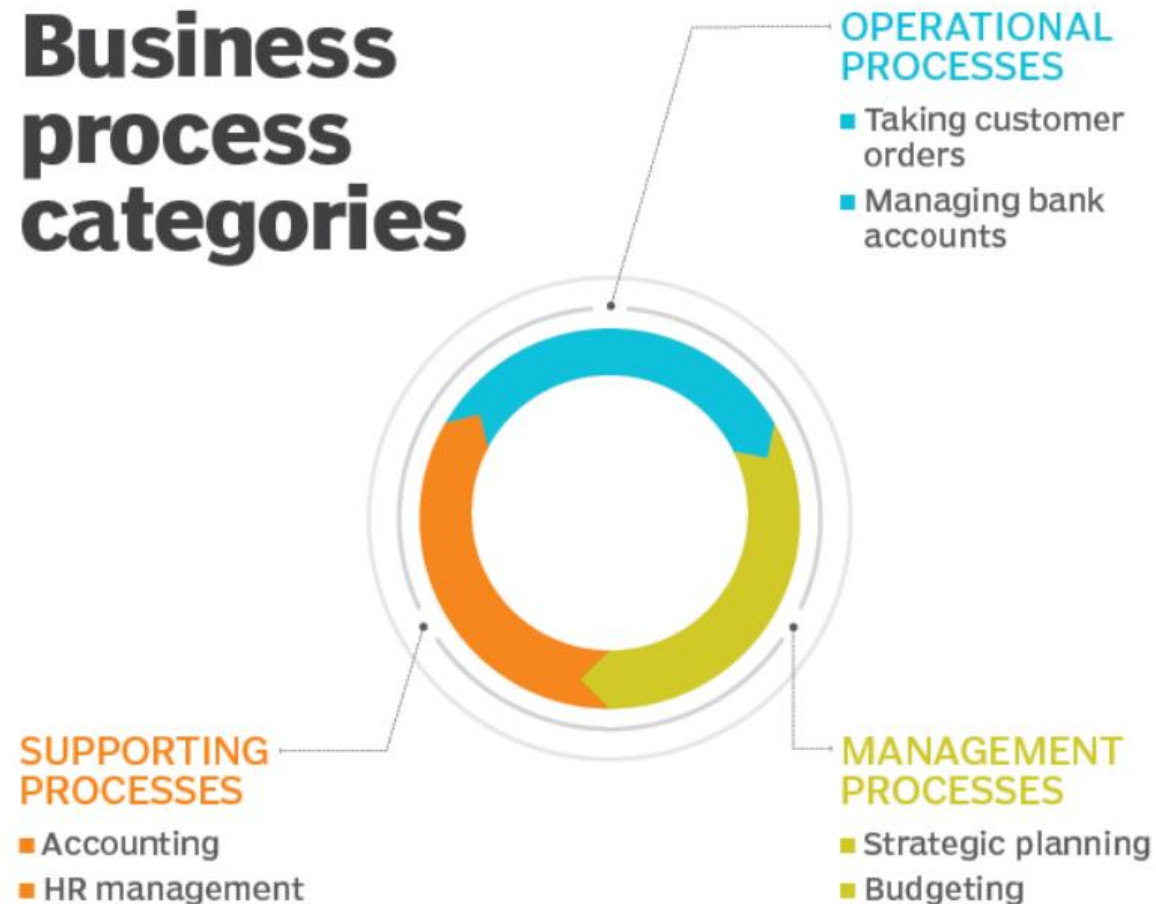 Business
process
categories
OPERATIONAL
PROCESSES
■ Taking customer
orders
■ Managing bank
accounts
SUPPORTING
PROCESSES
■ Accounting
■ HR management
MANAGEMENT
PROCESSES
■ Strategic planning
■ Budgeting